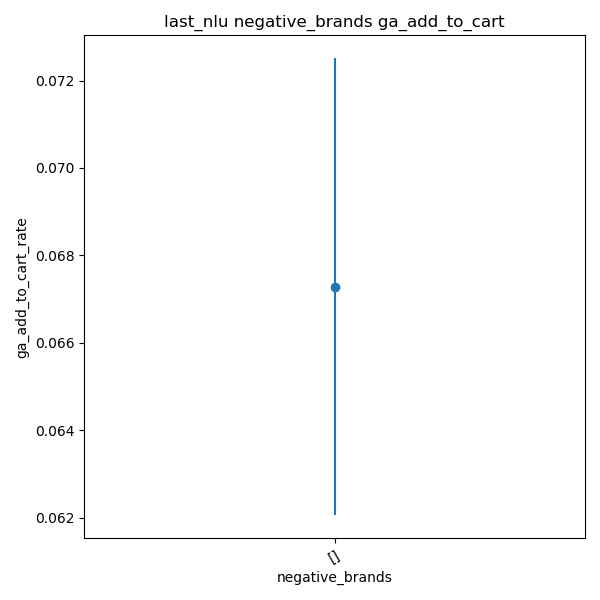 last_nlu negative_brands ga_add_to_cart
0.072
0.070
0.068
0.066
0.064
0.062
ga_add_to_cart_rate
[]
negative_brands